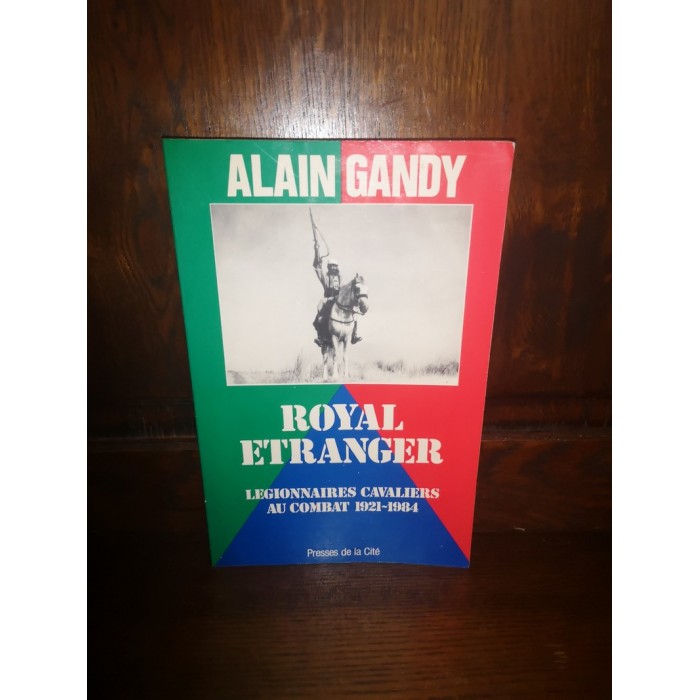 ALAIN GANDY
ROYAL
ETRANGER
LEGIONNAIRES CAVALIERS
AU COMBAT 1921-1984
Presses de la Cité